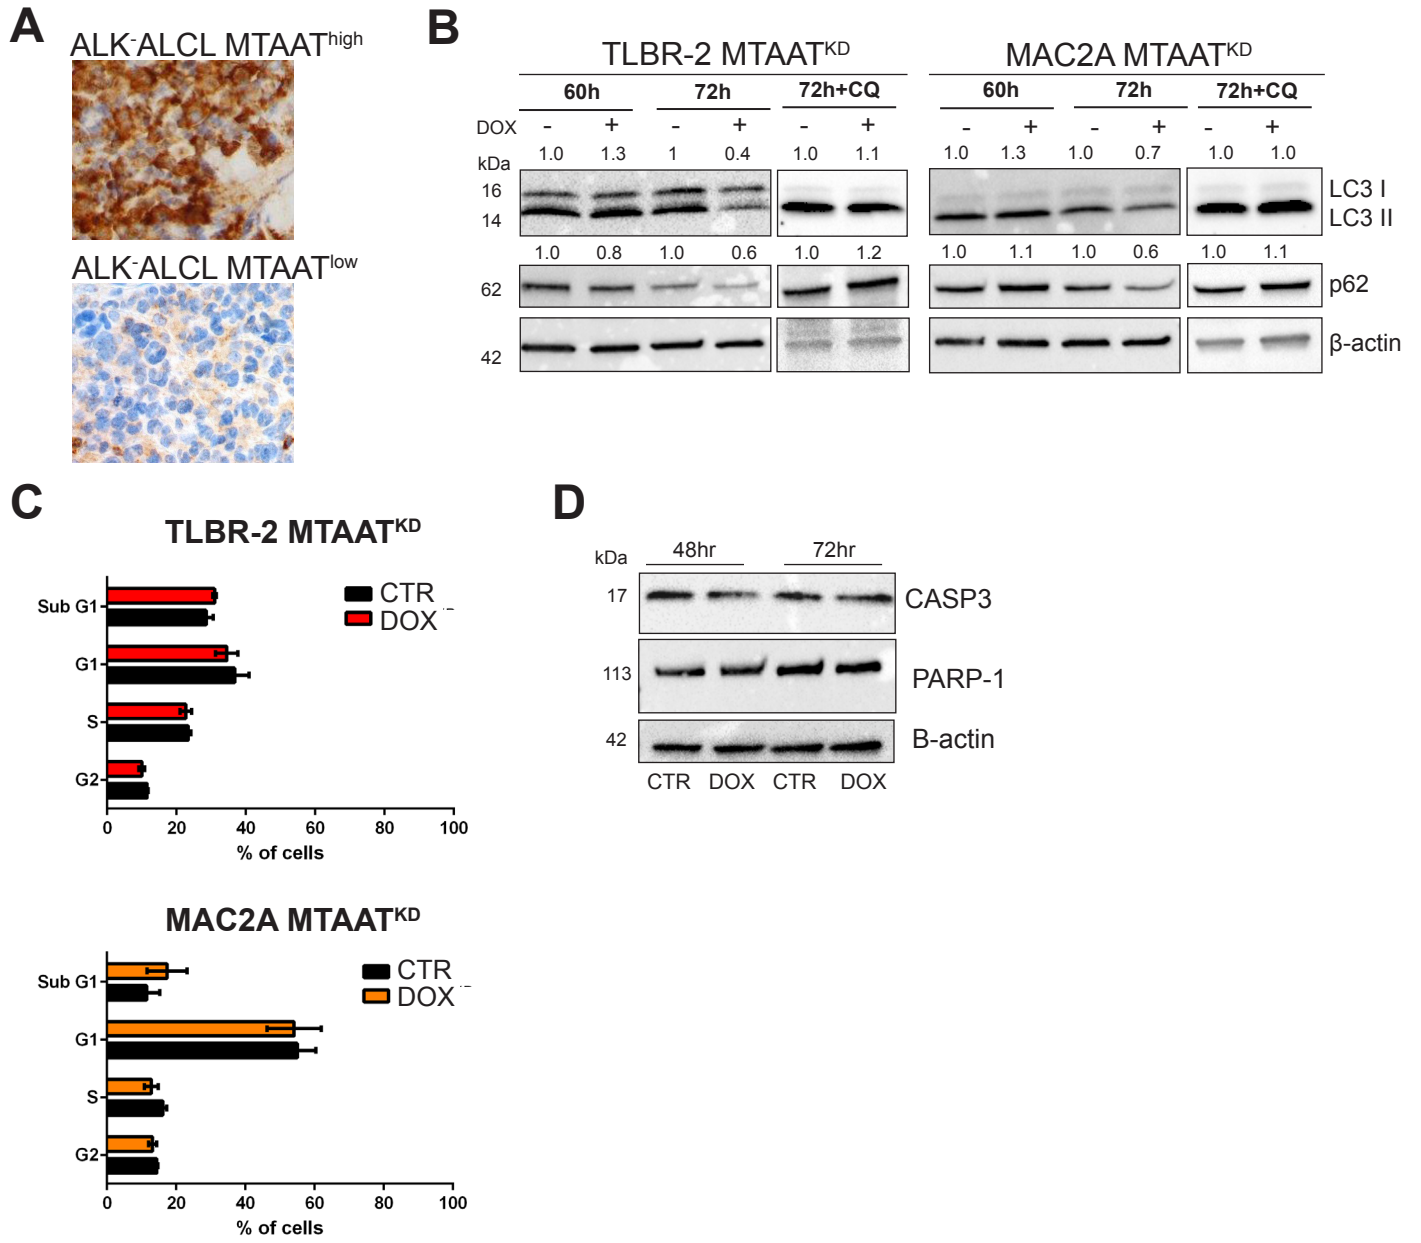 A
ALK-ALCL MTAAThigh
ALK-ALCL MTAATlow
B
TLBR-2 MTAATKD MAC2A MTAATKD
60h 72h 72h+CQ 60h 72h 72h+CQ
DOX - + - + - + - + - + - +
kDa 1.0 1.3 1 0.4 1.0 1.1 1.0 1.3 1.0 0.7 1.0 1.0
16 LC3 I
14 LC3 II
1.0 0.8 1.0 0.6 1.0 1.2 1.0 1.1 1.0 0.6 1.0 1.1
62 p62
42 β-actin
C
TLBR-2 MTAATKD
CTR
DOX
Sub G1
G1
S
G2
0 20 40 60 80 100
% of cells
MAC2A MTAATKD
CTR
DOX
Sub G1
G1
S
G2
0 20 40 60 80 100
% of cells
D
kDa 48hr 72hr
17 CASP3
113 PARP-1
42 B-actin
CTR DOX CTR DOX